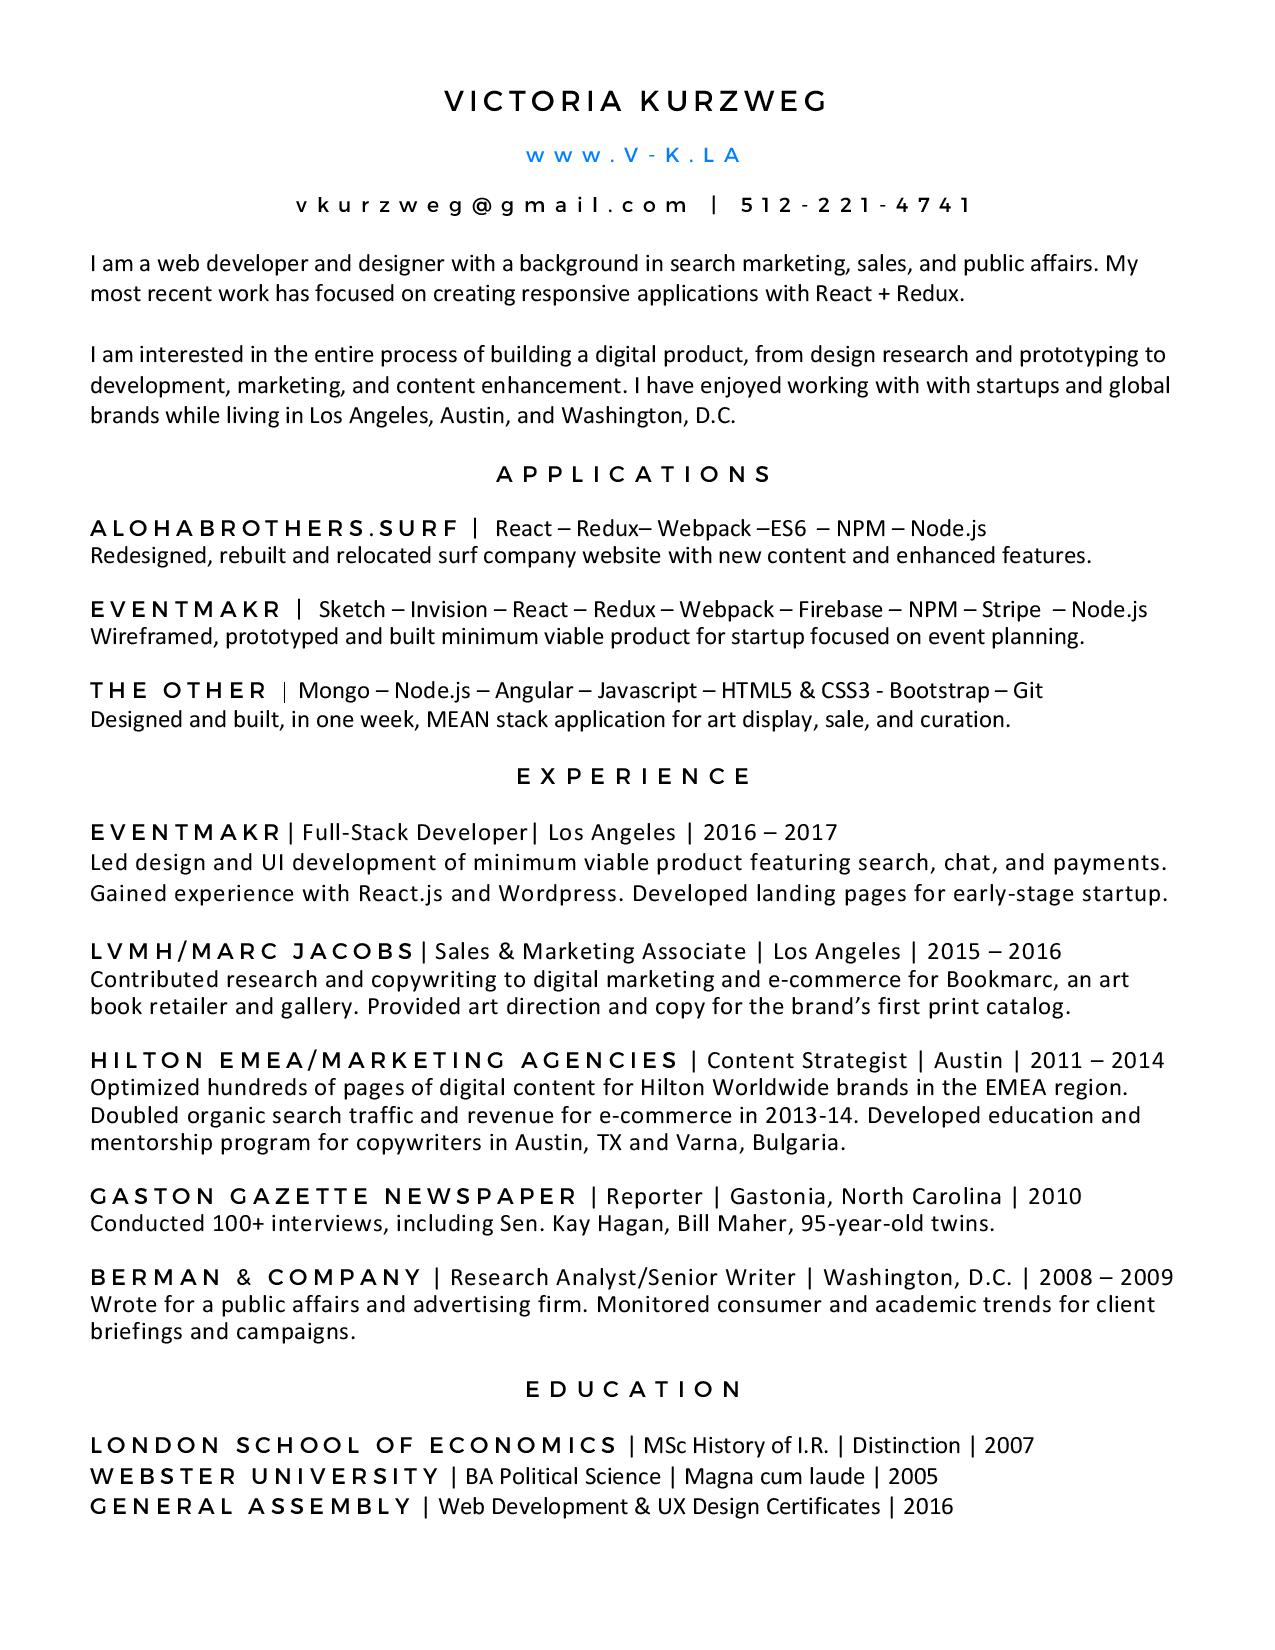 VICTORIA KURZWEG
www.V-K.LA
vkurzweg@gmail.com | 512-221-4741
I am a web developer and designer with a background in search marketing, sales, and public affairs. My
most recent work has focused on creating responsive applications with React + Redux.
I am interested in the entire process of building a digital product, from design research and prototyping to
development, marketing, and content enhancement. I have enjoyed working with with startups and global
brands while living in Los Angeles, Austin, and Washington, D.C.
APPLICATIONS
ALOHABROTHERS.SURF | React – Redux– Webpack –ES6 – NPM – Node.js
Redesigned, rebuilt and relocated surf company website with new content and enhanced features.
EVENTMAKR | Sketch – Invision – React – Redux – Webpack – Firebase – NPM – Stripe – Node.js
Wireframed, prototyped and built minimum viable product for startup focused on event planning.
THE OTHER | Mongo – Node.js – Angular – Javascript – HTML5 & CSS3 - Bootstrap – Git
Designed and built, in one week, MEAN stack application for art display, sale, and curation.
EXPERIENCE
EVENTMAKR | Full-Stack Developer| Los Angeles | 2016 – 2017
Led design and UI development of minimum viable product featuring search, chat, and payments.
Gained experience with React.js and Wordpress. Developed landing pages for early-stage startup.
LVMH/MARC JACOBS | Sales & Marketing Associate | Los Angeles | 2015 – 2016
Contributed research and copywriting to digital marketing and e-commerce for Bookmarc, an art
book retailer and gallery. Provided art direction and copy for the brand’s first print catalog.
HILTON EMEA/MARKETING AGENCIES | Content Strategist | Austin | 2011 – 2014
Optimized hundreds of pages of digital content for Hilton Worldwide brands in the EMEA region.
Doubled organic search traffic and revenue for e-commerce in 2013-14. Developed education and
mentorship program for copywriters in Austin, TX and Varna, Bulgaria.
GASTON GAZETTE NEWSPAPER | Reporter | Gastonia, North Carolina | 2010
Conducted 100+ interviews, including Sen. Kay Hagan, Bill Maher, 95-year-old twins.
BERMAN & COMPANY | Research Analyst/Senior Writer | Washington, D.C. | 2008 – 2009
Wrote for a public affairs and advertising firm. Monitored consumer and academic trends for client
briefings and campaigns.
EDUCATION
LONDON SCHOOL OF ECONOMICS | MSc History of I.R. | Distinction | 2007
WEBSTER UNIVERSITY | BA Political Science | Magna cum laude | 2005
GENERAL ASSEMBLY | Web Development & UX Design Certificates | 2016